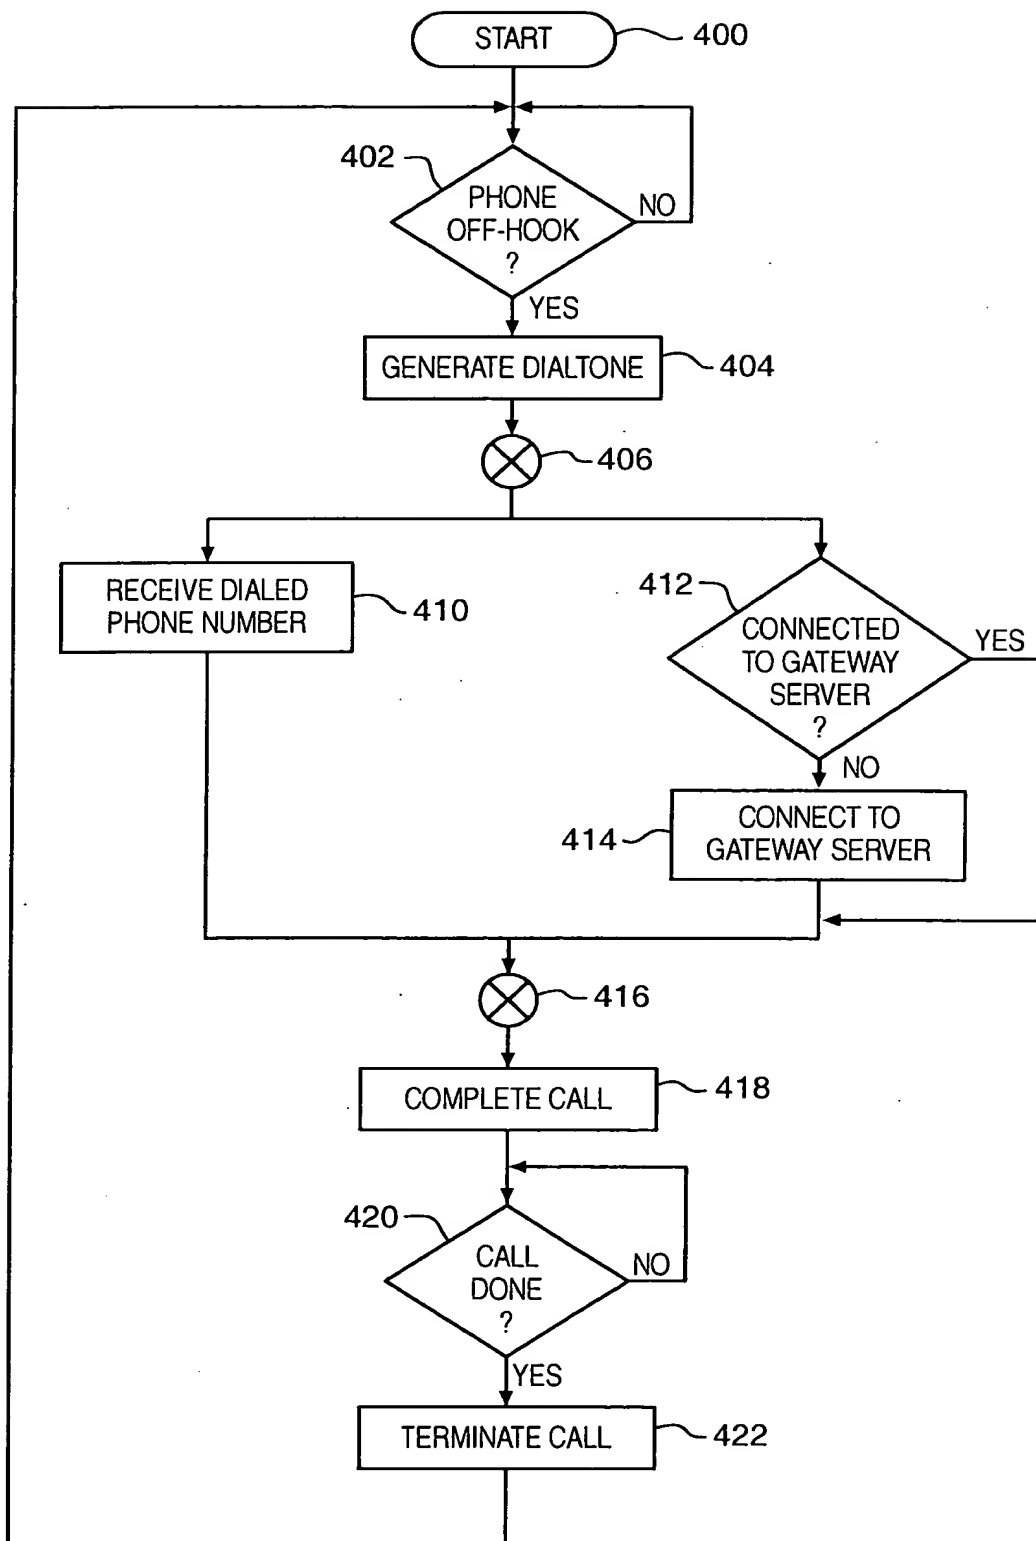 START
400
402
PHONE
OFF-HOOK
?
NO
YES
GENERATE DIALTONE
404
406
RECEIVE DIALED
PHONE NUMBER
410
412
CONNECTED
TO GATEWAY
SERVER
?
YES
NO
CONNECT TO
GATEWAY SERVER
414
416
COMPLETE CALL
418
420
CALL
DONE
?
NO
YES
TERMINATE CALL
422